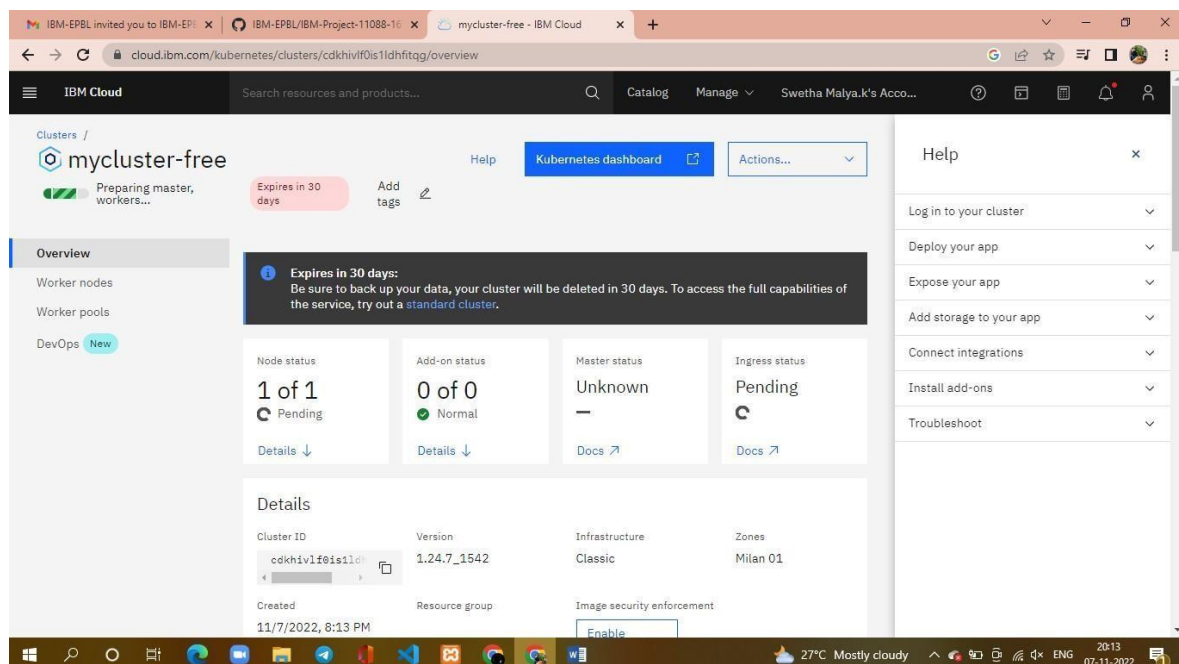 IBM-EPBL invited you to IBM-EPB
IBM-EPBL/IBM-Project-11088-16
mycluster-free - IBM Cloud
cloud.ibm.com/kubernetes/clusters/cdkhivlf0is1ldhfitqg/overview
IBM Cloud
Search resources and products...
Catalog
Manage
Swetha Malya.k's Acco...
Clusters /
mycluster-free
Help
Kubernetes dashboard
Actions...
Preparing master, workers...
Expires in 30 days
Add tags
Overview
Worker nodes
Worker pools
DevOps New
Expires in 30 days:
Be sure to back up your data, your cluster will be deleted in 30 days. To access the full capabilities of
the service, try out a standard cluster.
Node status
1 of 1
Pending
Details
Add-on status
0 of 0
Normal
Details
Master status
Unknown
Docs
Ingress status
Pending
Docs
Details
Cluster ID
cdkhivlf0is1ld
Version
1.24.7_1542
Infrastructure
Classic
Zones
Milan 01
Created
11/7/2022, 8:13 PM
Resource group
Image security enforcement
Enable
Help
Log in to your cluster
Deploy your app
Expose your app
Add storage to your app
Connect integrations
Install add-ons
Troubleshoot
27°C Mostly cloudy
ENG
20:13
07-11-2022